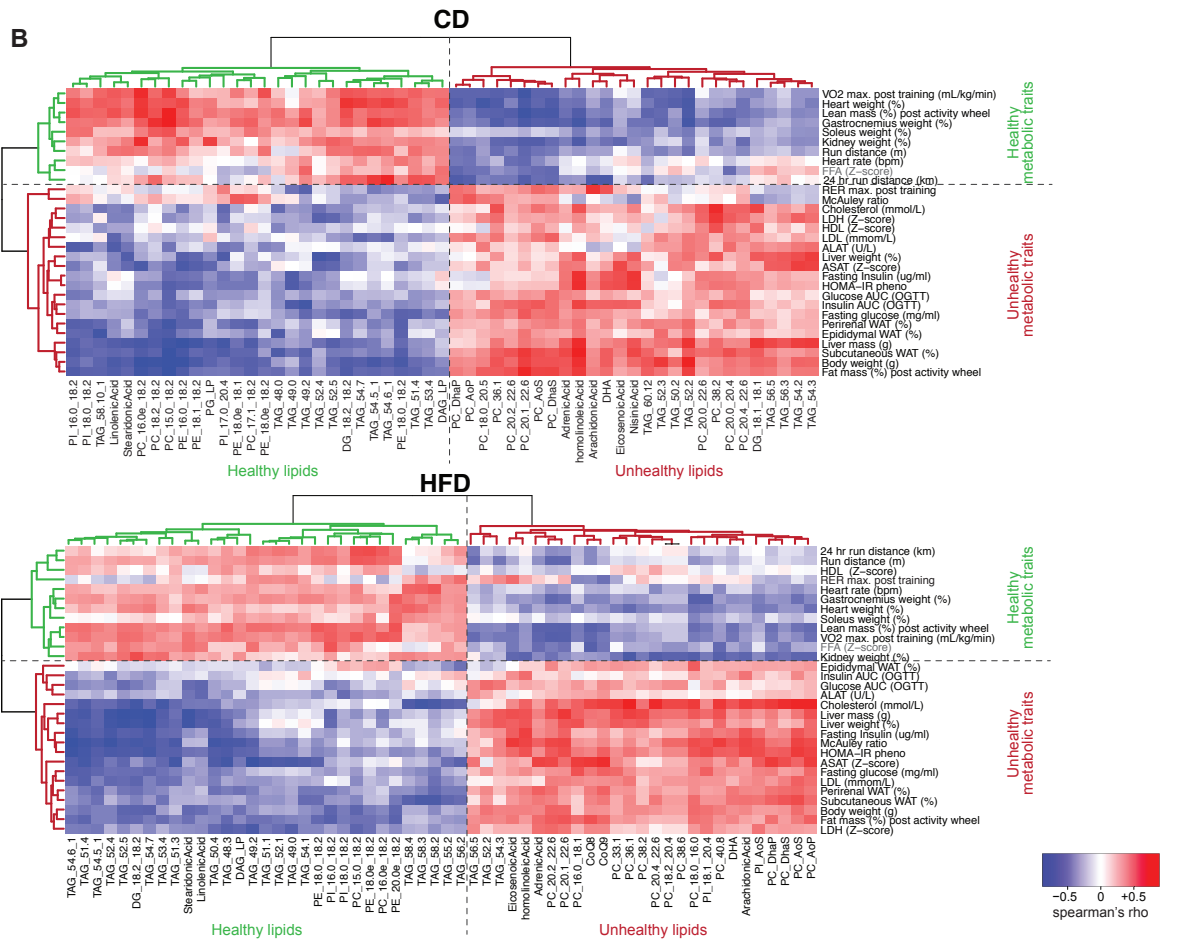 B
CD
VO2 max. post training (mL/kg/min)
Heart weight (%)
Lean mass (%) post activity wheel
Gastrocnemius weight (%)
Soleus weight (%)
Kidney weight (%)
Run distance (m)
Heart rate (bpm)
FFA (Z−score)
24 hr run distance (km)
RER max. post training
McAuley ratio
Cholesterol (mmol/L)
LDH (Z−score)
HDL (Z−score)
LDL (mmom/L)
ALAT (U/L)
Liver weight (%)
ASAT (Z−score)
Fasting Insulin (ug/ml)
HOMA−IR pheno
Glucose AUC (OGTT)
Insulin AUC (OGTT)
Fasting glucose (mg/ml)
Perirenal WAT (%)
Epididymal WAT (%)
Liver mass (g)
Subcutaneous WAT (%)
Body weight (g)
Fat mass (%) post activity wheel
Healthy
metabolic traits
Unhealthy
metabolic traits
PI_16.0_18.2
PI_18.0_18.2
TAG_58.10_1
LinolenicAcid
StearidonicAcid
PC_16.0e_18.2
PC_18.2_18.2
PC_15.0_18.2
PE_16.0_18.2
PE_18.1_18.2
PG_LP
PI_17.0_20.4
PE_18.0e_18.1
PC_17.1_18.2
PE_18.0e_18.2
TAG_48.0
TAG_49.0
TAG_49.2
TAG_52.4
TAG_52.5
DG_18.2_18.2
TAG_54.7
TAG_54.5_1
TAG_54.6_1
PE_18.0_18.2
TAG_51.4
TAG_53.4
DAG_LP
PC_DhaP
PC_AoP
PC_18.0_20.5
PC_36.1
PC_20.2_22.6
PC_20.1_22.6
PC_AoS
PC_DhaS
AdrenicAcid
homolinoleicAcid
ArachidonicAcid
DHA
EicosenoicAcid
NisinicAcid
TAG_60.12
TAG_52.3
TAG_50.2
TAG_52.2
PC_20.0_22.6
PC_38.2
PC_20.0_20.4
PC_20.4_22.6
DG_18.1_18.1
TAG_56.5
TAG_56.3
TAG_54.2
TAG_54.3
Healthy lipids
Unhealthy lipids
HFD
24 hr run distance (km)
Run distance (m)
HDL (Z−score)
RER max. post training
Heart rate (bpm)
Gastrocnemius weight (%)
Heart weight (%)
Soleus weight (%)
Lean mass (%) post activity wheel
VO2 max. post training (mL/kg/min)
FFA (Z−score)
Kidney weight (%)
Epididymal WAT (%)
Insulin AUC (OGTT)
Glucose AUC (OGTT)
ALAT (U/L)
Cholesterol (mmol/L)
Liver mass (g)
Liver weight (%)
Fasting Insulin (ug/ml)
McAuley ratio
HOMA−IR pheno
ASAT (Z−score)
Fasting glucose (mg/ml)
LDL (mmom/L)
Perirenal WAT (%)
Subcutaneous WAT (%)
Body weight (g)
Fat mass (%) post activity wheel
LDH (Z−score)
Healthy
metabolic traits
Unhealthy
metabolic traits
TAG_54.6_1
TAG_51.4
TAG_54.5_1
TAG_52.4
TAG_52.5
DG_18.2_18.2
TAG_54.7
TAG_53.4
TAG_51.3
StearidonicAcid
LinolenicAcid
TAG_50.4
TAG_48.3
DAG_LP
TAG_49.2
TAG_51.1
TAG_52.1
TAG_49.0
TAG_54.1
PE_18.0_18.2
PI_16.0_18.2
PI_18.0_18.2
PC_15.0_18.2
PE_18.0e_18.2
PC_16.0e_18.2
PE_20.0e_18.2
TAG_58.4
TAG_58.3
TAG_58.2
TAG_55.2
TAG_56.2
TAG_56.5
TAG_52.2
TAG_54.3
EicosenoicAcid
homolinoleicAcid
AdrenicAcid
PC_20.2_22.6
PC_20.1_22.6
PC_16.0_18.1
CoQ8
CoQ9
PC_33.1
PC_36.1
PC_38.2
PC_20.4_22.6
PC_18.2_20.4
PC_38.6
PC_18.0_16.0
PI_18.1_20.4
PC_40.8
DHA
ArachidonicAcid
PI_AoS
PC_DhaP
PC_DhaS
PC_AoS
PC_AoP
Healthy lipids
Unhealthy lipids
−0.5 0 +0.5
spearman's rho